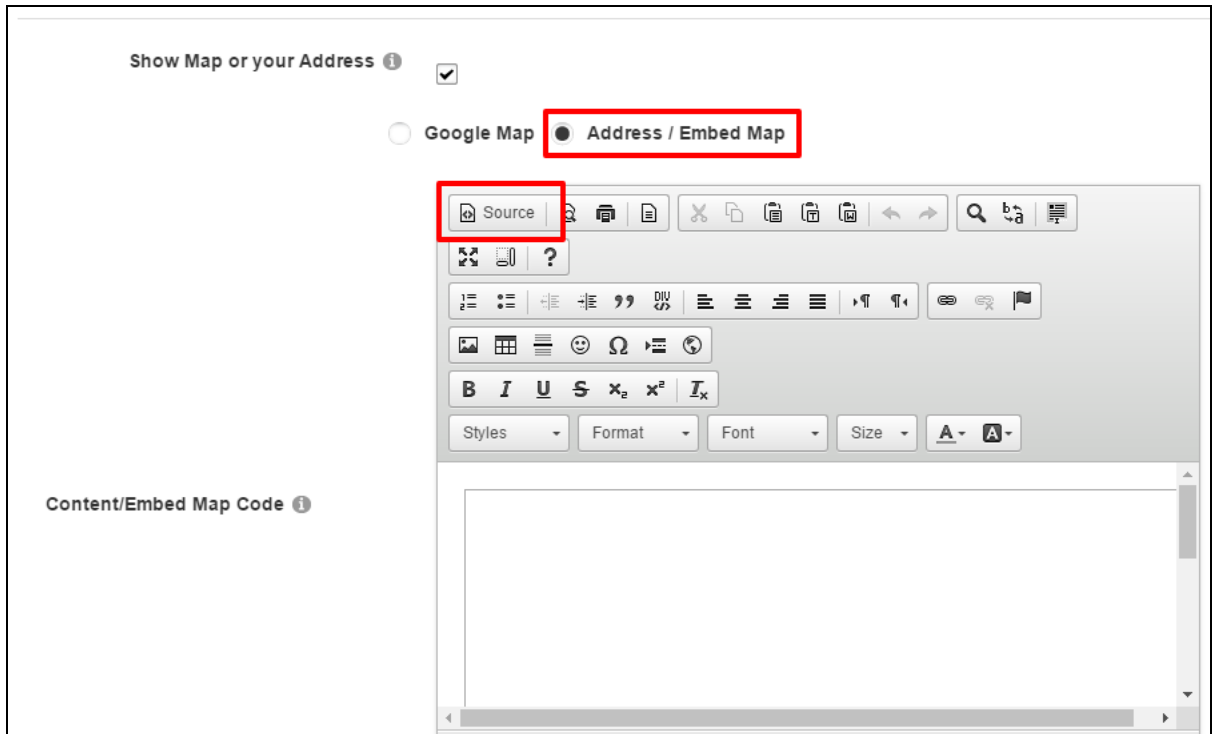 Show Map or your Address
Google Map Address / Embed Map
Source
Styles Format Font Size
Content/Embed Map Code